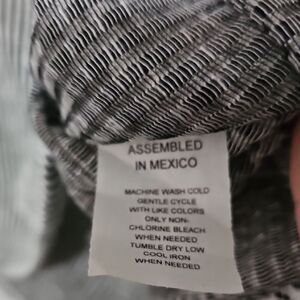 ASSEMBLED
IN MEXICO
MACHINE WASH COLD
GENTLE CYCLE
WITH LIKE COLORS
ONLY NON-
CHLORINE BLEACH
WHEN NEEDED
TUMBLE DRY LOW
COOL IRON
WHEN NEEDED